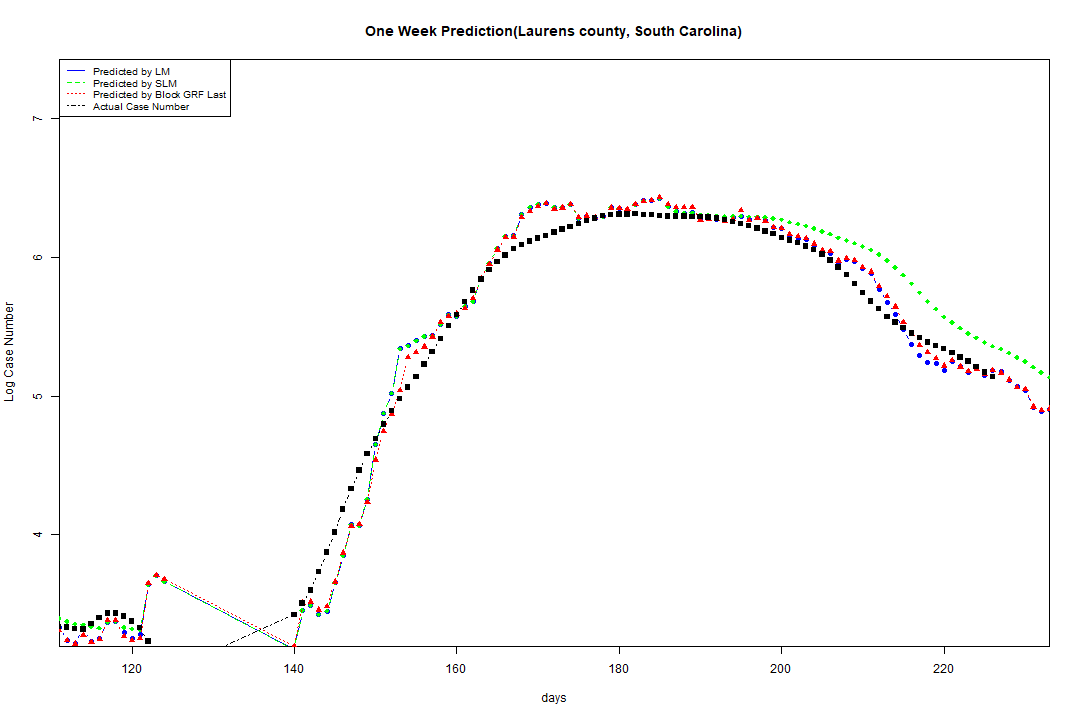 One Week Prediction(Laurens county, South Carolina)
Predicted by LM
Predicted by SLM
Predicted by Block GRF Last
Actual Case Number
7
6
5
4
Log Case Number
120 140 160 180 200 220
days